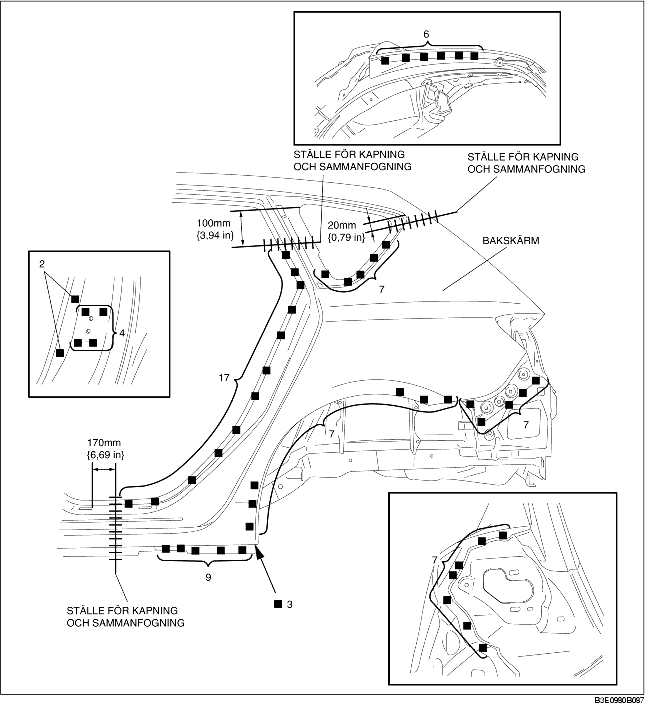 6
STÄLLE FÖR KAPNING
OCH SAMMANFOGNING
STÄLLE FÖR KAPNING
OCH SAMMANFOGNING
100mm
{3,94 in}
20mm
{0,79 in}
BAKSKÄRM
2
4
7
17
7
7
170mm
{6,69 in}
7
9
3
STÄLLE FÖR KAPNING
OCH SAMMANFOGNING
B3E0980B087